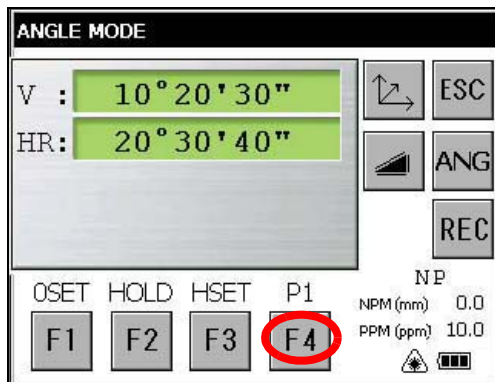 ANGLE MODE
V : 10°20'30"
ESC
HR: 20°30'40"
ANG
REC
NP
0SET HOLD HSET P1
NPM (mm) 0.0
F1 F2 F3 F4
PPM (ppm) 10.0